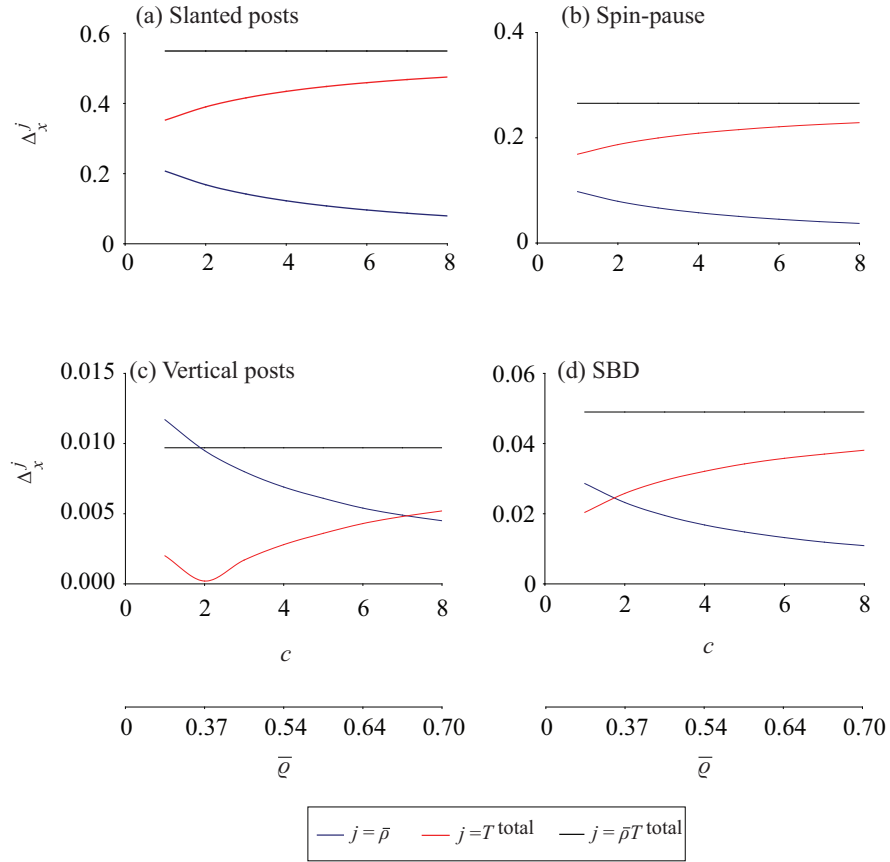 (a) Slanted posts
(b) Spin-pause
0.6
0.4
0.2
0
Δₓʲ
0 2 4 6 8
0.4
0.2
0
0 2 4 6 8
(c) Vertical posts
(d) SBD
0.015
0.010
0.005
0.000
Δₓʲ
0 2 4 6 8
c
0.06
0.04
0.02
0
0 2 4 6 8
c
0 0.37 0.54 0.64 0.70
ϱ̄
0 0.37 0.54 0.64 0.70
ϱ̄
j = ρ̄ j =T total j = ρ̄T total